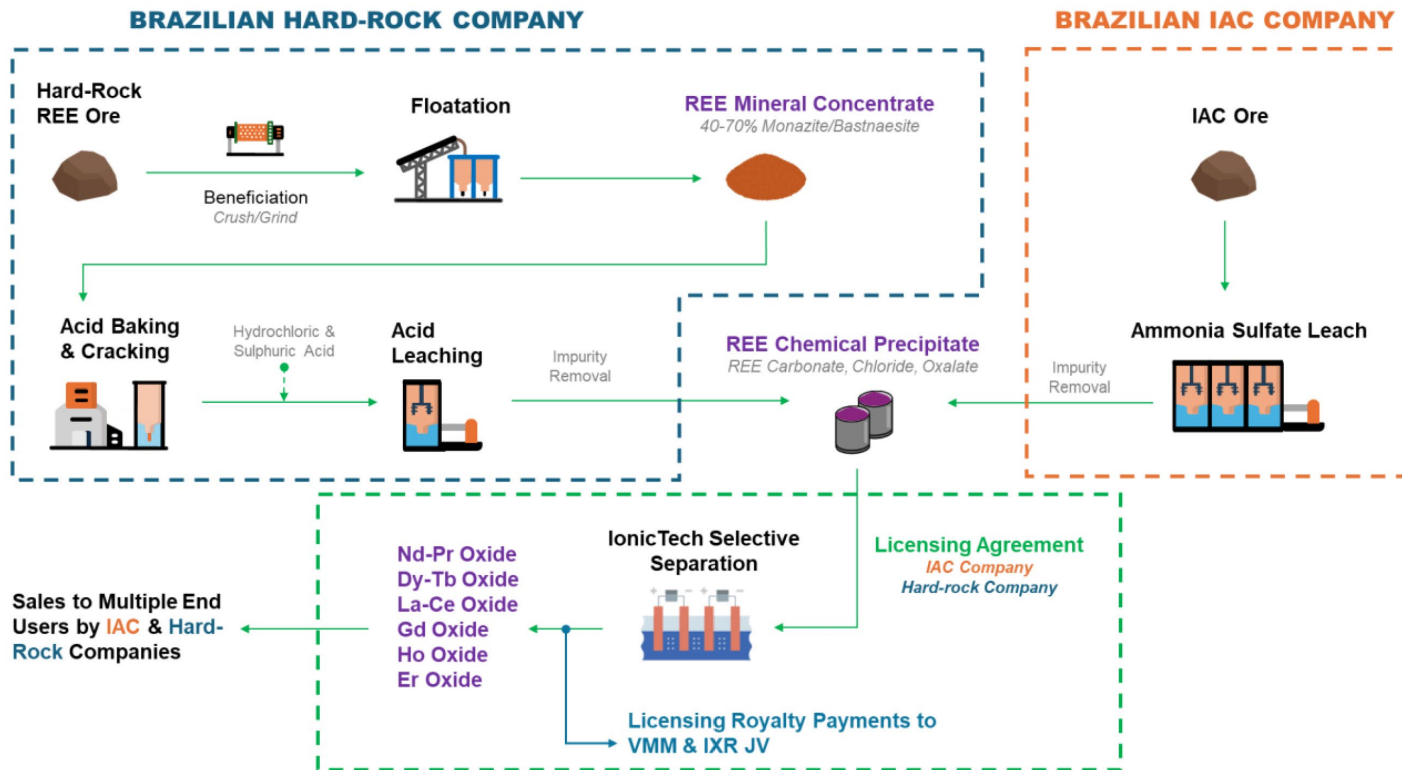 BRAZILIAN HARD-ROCK COMPANY
BRAZILIAN IAC COMPANY
Hard-Rock
REE Ore
Beneficiation
Crush/Grind
Floatation
REE Mineral Concentrate
40-70% Monazite/Bastnaesite
IAC Ore
Acid Baking
& Cracking
Hydrochloric &
Sulphuric Acid
Acid
Leaching
Impurity
Removal
REE Chemical Precipitate
REE Carbonate, Chloride, Oxalate
Impurity
Removal
Ammonia Sulfate Leach
Licensing Agreement
IAC Company
Hard-rock Company
IonicTech Selective
Separation
Nd-Pr Oxide
Dy-Tb Oxide
La-Ce Oxide
Gd Oxide
Ho Oxide
Er Oxide
Sales to Multiple End
Users by IAC & Hard-
Rock Companies
Licensing Royalty Payments to
VMM & IXR JV